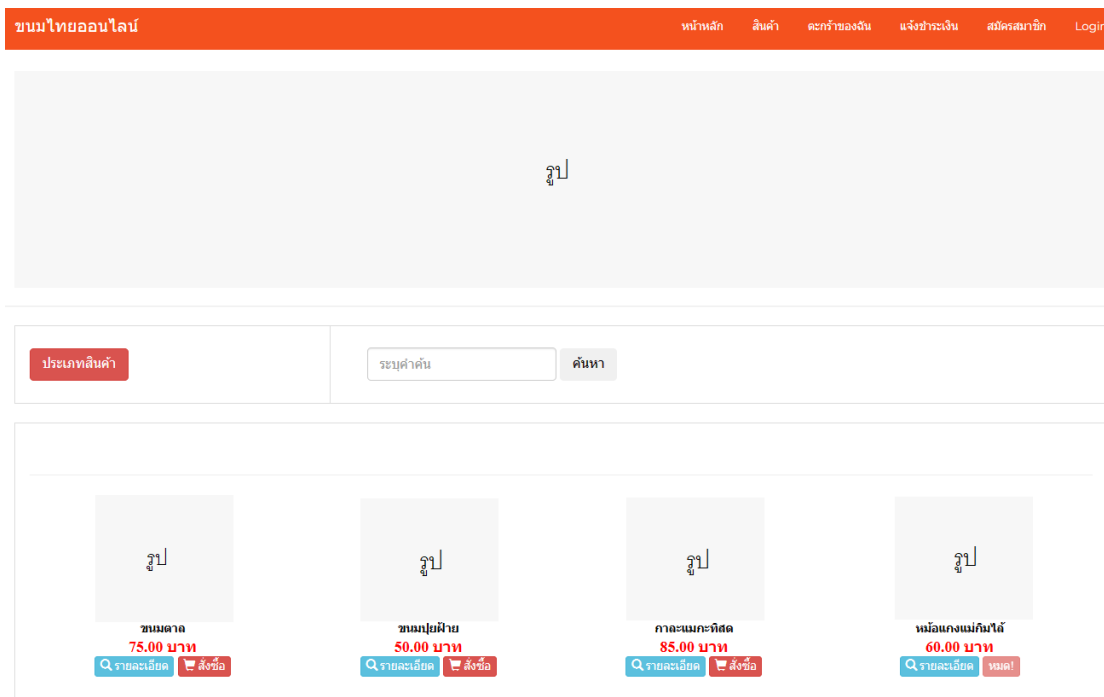 ขนมไทยออนไลน์ หน้าหลัก สินค้า ตะกร้าของฉัน แจ้งชำระเงิน สมัครสมาชิก Login
รูป
ประเภทสินค้า ระบุคำค้น ค้นหา
รูป รูป รูป รูป
ขนมตาล ขนมปุยฝ้าย กาละแมกะทิสด หม้อแกงแม่กิมไล้
75.00 บาท 50.00 บาท 85.00 บาท 60.00 บาท
รายละเอียด สั่งซื้อ รายละเอียด สั่งซื้อ รายละเอียด สั่งซื้อ รายละเอียด หมด!